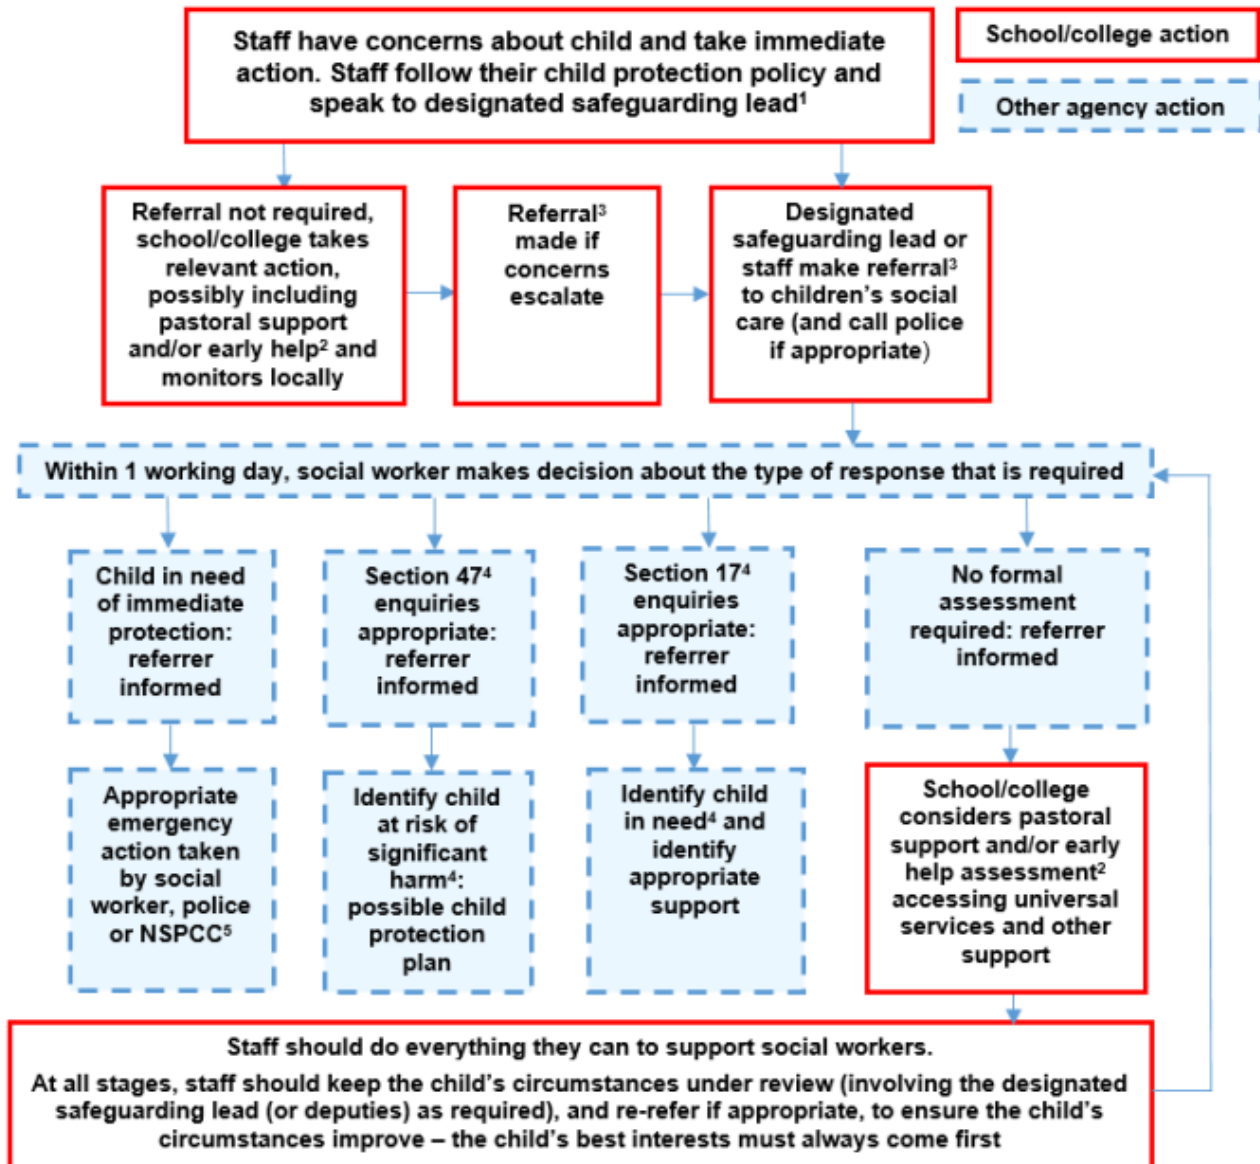 Staff have concerns about child and take immediate
action. Staff follow their child protection policy and
speak to designated safeguarding lead¹
School/college action
Other agency action
Referral not required,
school/college takes
relevant action,
possibly including
pastoral support
and/or early help² and
monitors locally
Referral³
made if
concerns
escalate
Designated
safeguarding lead or
staff make referral³
to children’s social
care (and call police
if appropriate)
Within 1 working day, social worker makes decision about the type of response that is required
Child in need
of immediate
protection:
referrer
informed
Section 47⁴
enquiries
appropriate:
referrer
informed
Section 17⁴
enquiries
appropriate:
referrer
informed
No formal
assessment
required: referrer
informed
Appropriate
emergency
action taken
by social
worker, police
or NSPCC⁵
Identify child
at risk of
significant
harm⁴:
possible child
protection
plan
Identify child
in need⁴ and
identify
appropriate
support
School/college
considers pastoral
support and/or early
help assessment²
accessing universal
services and other
support
Staff should do everything they can to support social workers.
At all stages, staff should keep the child’s circumstances under review (involving the designated
safeguarding lead (or deputies) as required), and re-refer if appropriate, to ensure the child’s
circumstances improve – the child’s best interests must always come first